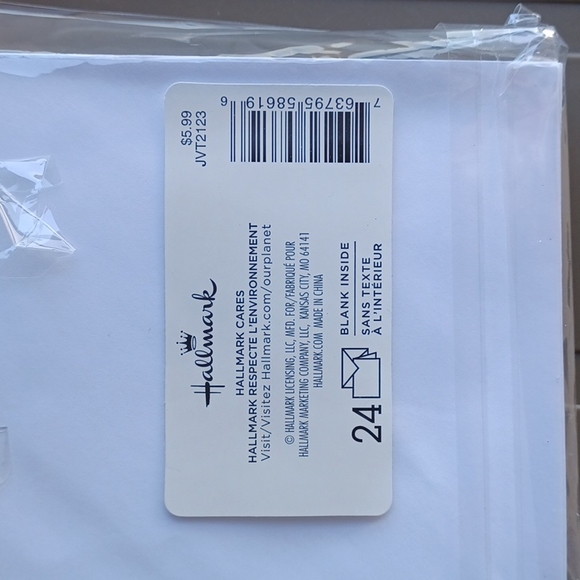 Hallmark
HALLMARK CARES
HALLMARK RESPECTE L'ENVIRONNEMENT
Visit/Visitez Hallmark.com/ourplanet
© HALLMARK LICENSING, LLC, MFD. FOR/FABRIQUÉ POUR
HALLMARK MARKETING COMPANY, LLC, KANSAS CITY, MO 64141
HALLMARK.COM MADE IN CHINA
24
BLANK INSIDE
SANS TEXTE
À L'INTÉRIEUR
$5.99
JVT2123
7 63795 58619 6